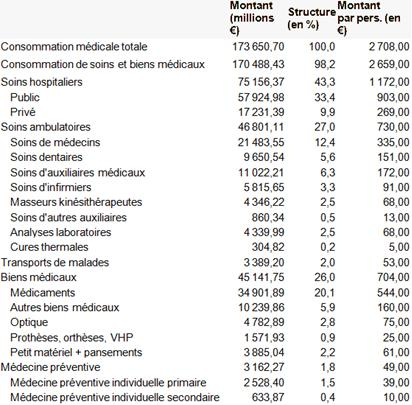 Montant (millions €) Structure (en %) Montant par pers. (en €)
Consommation médicale totale 173 650,70 100,0 2 708,00
Consommation de soins et biens médicaux 170 488,43 98,2 2 659,00
Soins hospitaliers 75 156,37 43,3 1 172,00
Public 57 924,98 33,4 903,00
Privé 17 231,39 9,9 269,00
Soins ambulatoires 46 801,11 27,0 730,00
Soins de médecins 21 483,55 12,4 335,00
Soins dentaires 9 650,54 5,6 151,00
Soins d'auxiliaires médicaux 11 022,21 6,3 172,00
Soins d'infirmiers 5 815,65 3,3 91,00
Masseurs kinésithérapeutes 4 346,22 2,5 68,00
Soins d'autres auxiliaires 860,34 0,5 13,00
Analyses laboratoires 4 339,99 2,5 68,00
Cures thermales 304,82 0,2 5,00
Transports de malades 3 389,20 2,0 53,00
Biens médicaux 45 141,75 26,0 704,00
Médicaments 34 901,89 20,1 544,00
Autres biens médicaux 10 239,86 5,9 160,00
Optique 4 782,89 2,8 75,00
Prothèses, orthèses, VHP 1 571,93 0,9 25,00
Petit matériel + pansements 3 885,04 2,2 61,00
Médecine préventive 3 162,27 1,8 49,00
Médecine préventive individuelle primaire 2 528,40 1,5 39,00
Médecine préventive individuelle secondaire 633,87 0,4 10,00